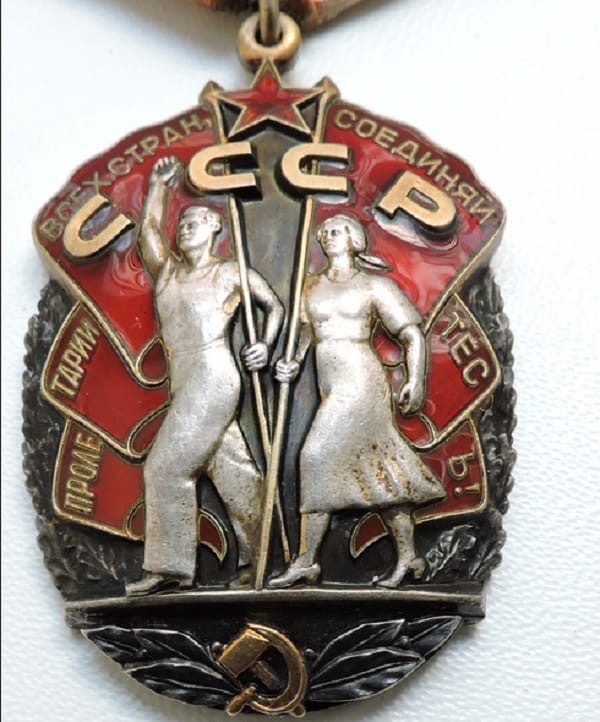 ПРОЛЕ
ТАРИИ
ВСЕХ СТРАН,
СОЕДИНЯЙ
ТЕС
Ь!
СССР